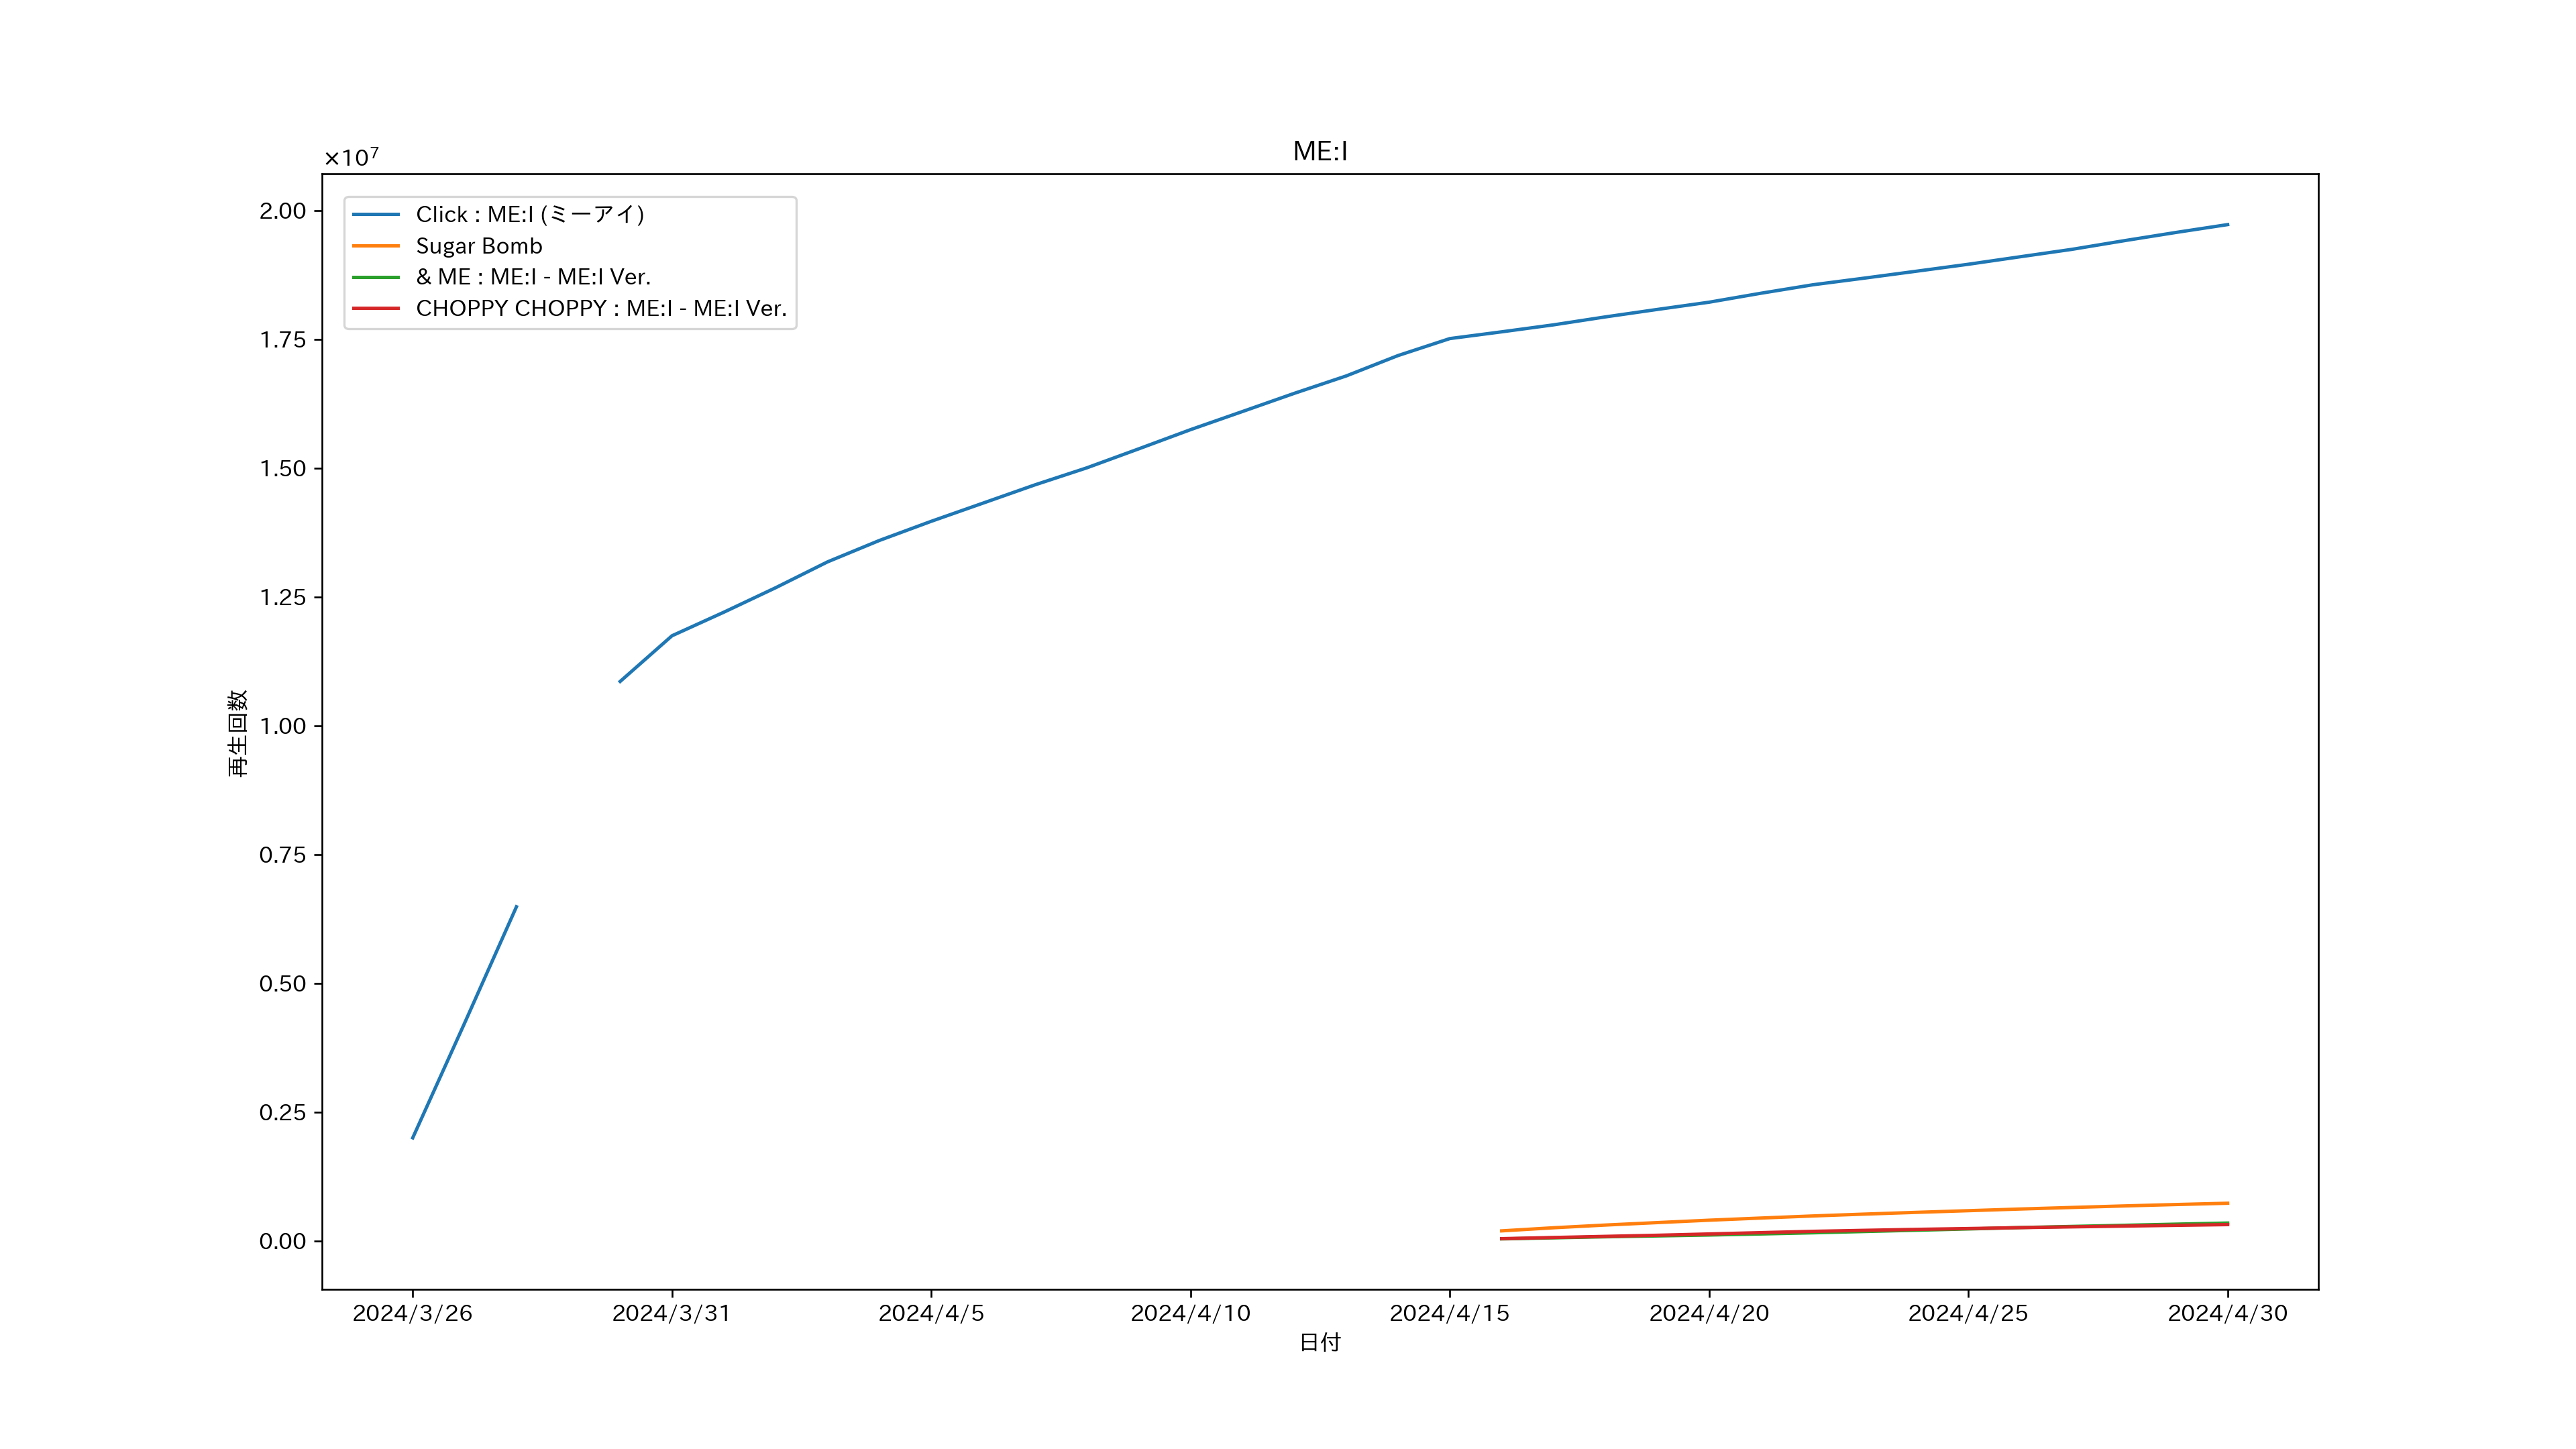 ME:I
×10⁷
Click : ME:I (ミーアイ)
Sugar Bomb
& ME : ME:I - ME:I Ver.
CHOPPY CHOPPY : ME:I - ME:I Ver.
2.00
1.75
1.50
1.25
1.00
0.75
0.50
0.25
0.00
再生回数
2024/3/26 2024/3/31 2024/4/5 2024/4/10 2024/4/15 2024/4/20 2024/4/25 2024/4/30
日付